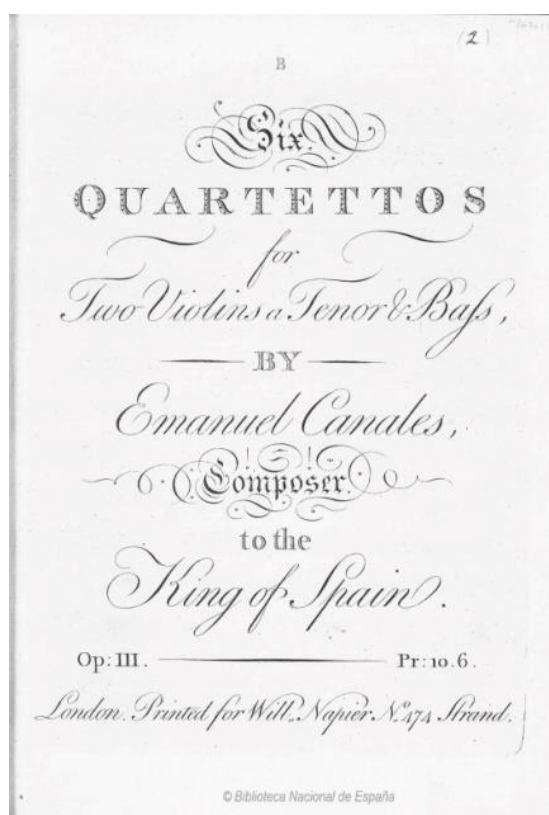 (2)
B
Six
QUARTETTOS
for
Two Violins a Tenor & Baſs,
BY
Emanuel Canales,
Composer
to the
King of Spain.
Op: III. Pr: 10.6.
London. Printed for Will. Napier No. 474 Strand.
© Biblioteca Nacional de España